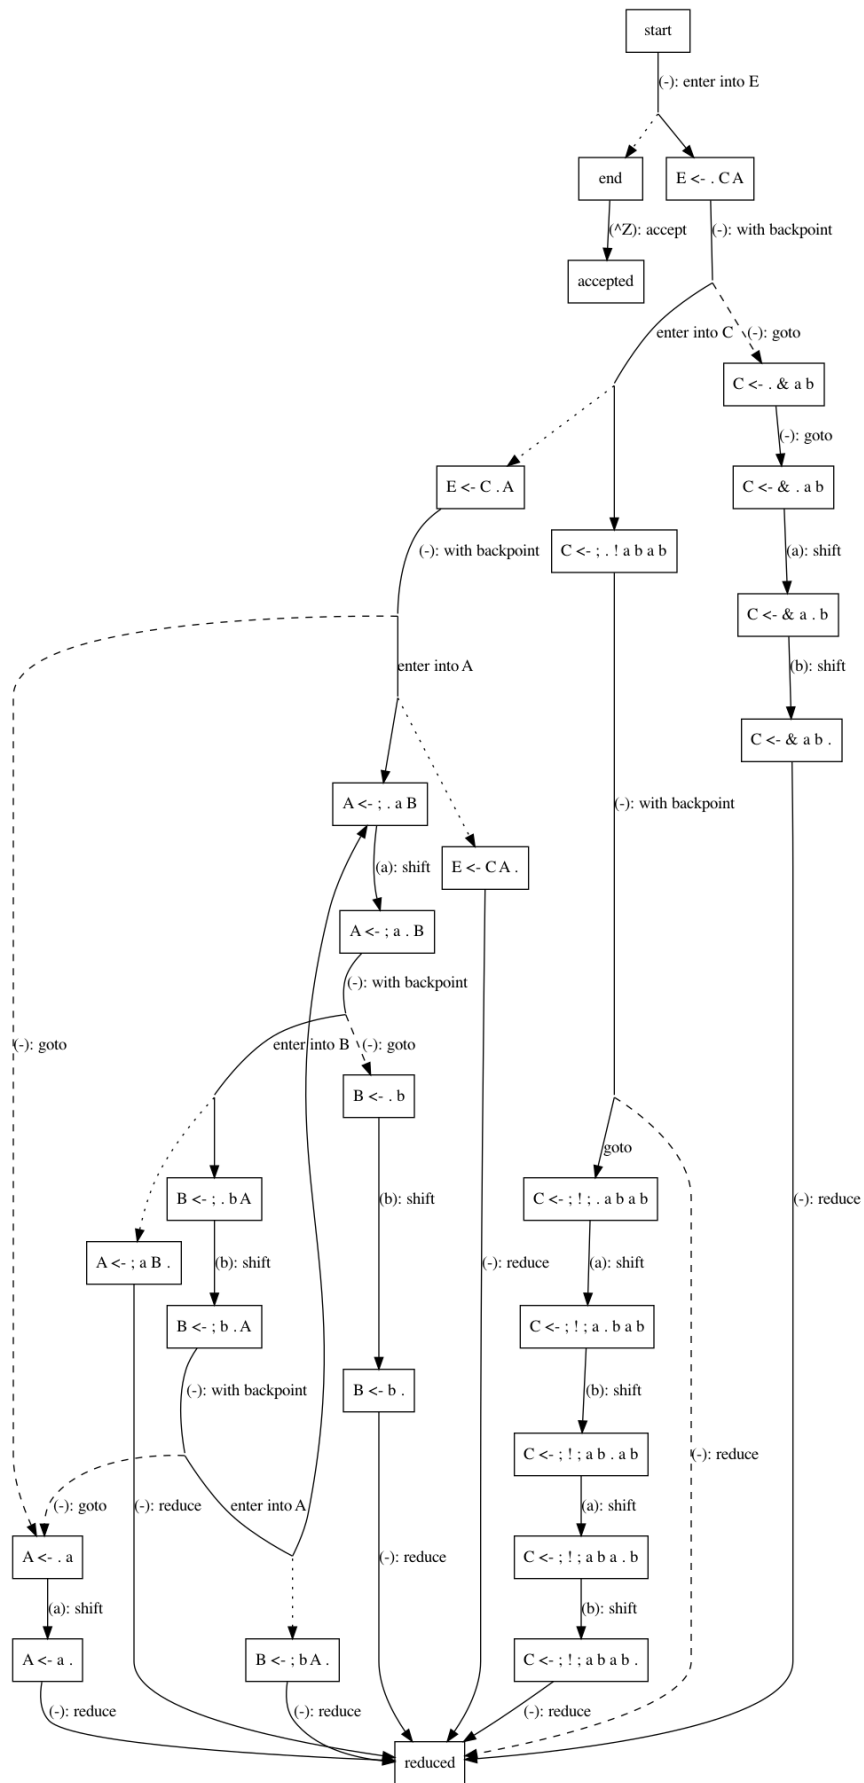 start
(-): enter into E
end
E <- . C A
(^Z): accept
(-): with backpoint
accepted
enter into C
(-): goto
C <- . & a b
(-): goto
E <- C . A
C <- & . a b
(-): with backpoint
C <- ; . ! a b a b
(a): shift
C <- & a . b
enter into A
(b): shift
C <- & a b .
A <- ; . a B
(-): with backpoint
(a): shift
E <- C A .
A <- ; a . B
(-): with backpoint
(-): goto
enter into B
(-): goto
B <- . b
goto
B <- ; . b A
(b): shift
C <- ; ! ; . a b a b
(-): reduce
A <- ; a B .
(b): shift
(-): reduce
(a): shift
B <- ; b . A
C <- ; ! ; a . b a b
(-): with backpoint
B <- b .
(b): shift
C <- ; ! ; a b . a b
(-): reduce
(-): goto
(-): reduce
enter into A
(a): shift
A <- . a
(-): reduce
C <- ; ! ; a b a . b
(a): shift
(b): shift
A <- a .
B <- ; b A .
C <- ; ! ; a b a b .
(-): reduce
(-): reduce
(-): reduce
reduced